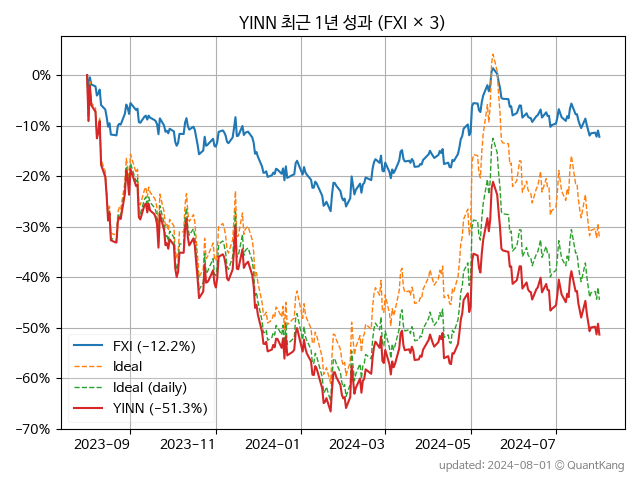 YINN 최근 1년 성과 (FXI × 3)
0%
−10%
−20%
−30%
−40%
−50%
−60%
−70%
FXI (−12.2%)
Ideal
Ideal (daily)
YINN (−51.3%)
2023-09 2023-11 2024-01 2024-03 2024-05 2024-07
updated: 2024-08-01 © QuantKang